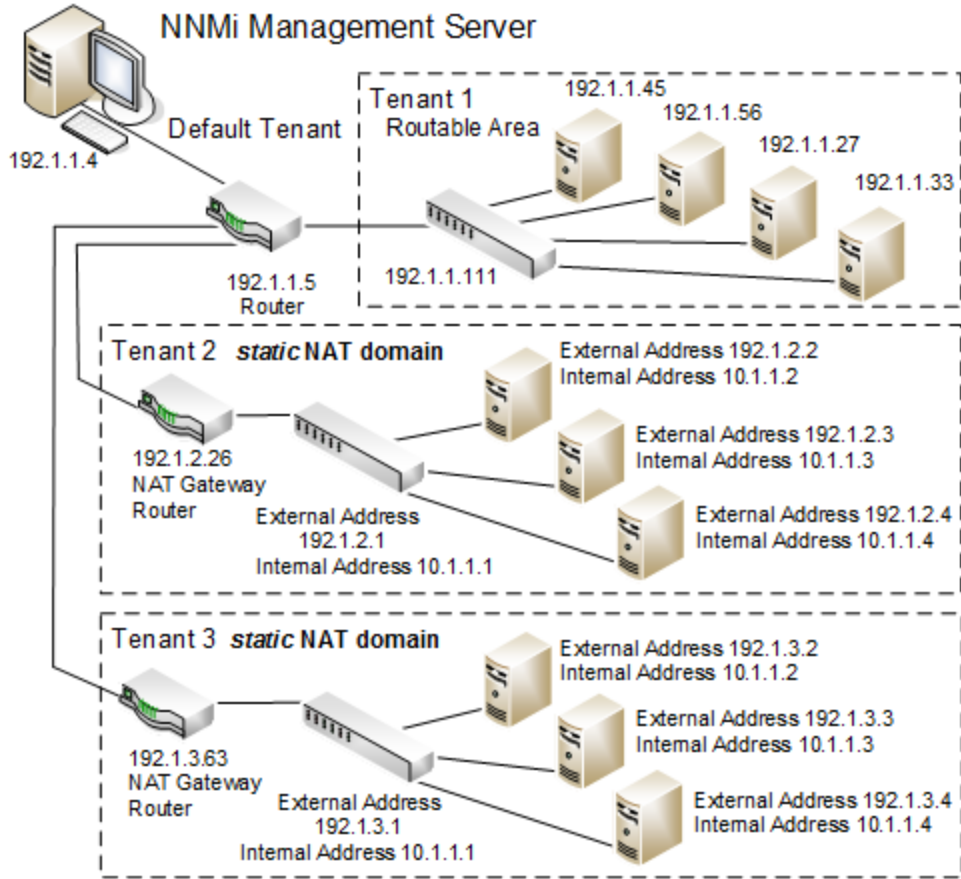 NNMi Management Server
192.1.1.4
Default Tenant
192.1.1.5
Router
Tenant 1
Routable Area
192.1.1.45
192.1.1.56
192.1.1.27
192.1.1.33
192.1.1.111
Tenant 2 static NAT domain
192.1.2.26
NAT Gateway
Router
External Address
192.1.2.1
Internal Address 10.1.1.1
External Address 192.1.2.2
Internal Address 10.1.1.2
External Address 192.1.2.3
Internal Address 10.1.1.3
External Address 192.1.2.4
Internal Address 10.1.1.4
Tenant 3 static NAT domain
192.1.3.63
NAT Gateway
Router
External Address
192.1.3.1
Internal Address 10.1.1.1
External Address 192.1.3.2
Internal Address 10.1.1.2
External Address 192.1.3.3
Internal Address 10.1.1.3
External Address 192.1.3.4
Internal Address 10.1.1.4